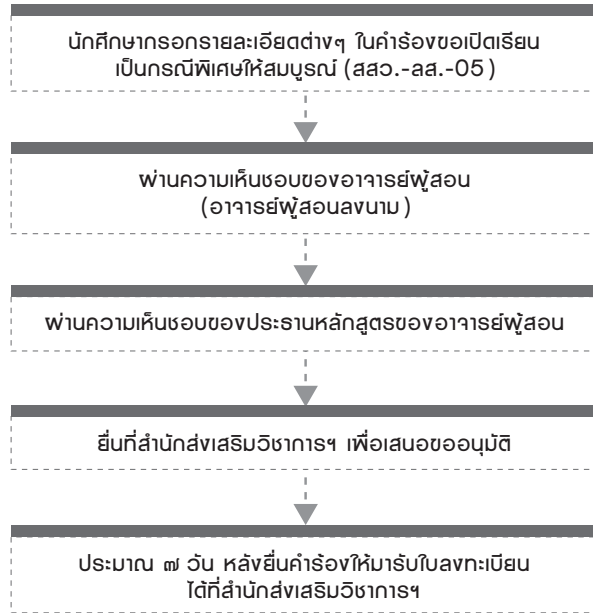 นักศึกษากรอกรายละเอียดต่างๆ ในคำร้องขอเปิดเรียน
เป็นกรณีพิเศษให้สมบูรณ์ (สสว.-ลส.-05)
ผ่านความเห็นชอบของอาจารย์ผู้สอน
(อาจารย์ผู้สอนลงนาม)
ผ่านความเห็นชอบของประธานหลักสูตรของอาจารย์ผู้สอน
ยื่นที่สำนักส่งเสริมวิชาการฯ เพื่อเสนอขออนุมัติ
ประมาณ ๗ วัน หลังยื่นคำร้องให้มารับใบลงทะเบียน
ได้ที่สำนักส่งเสริมวิชาการฯ